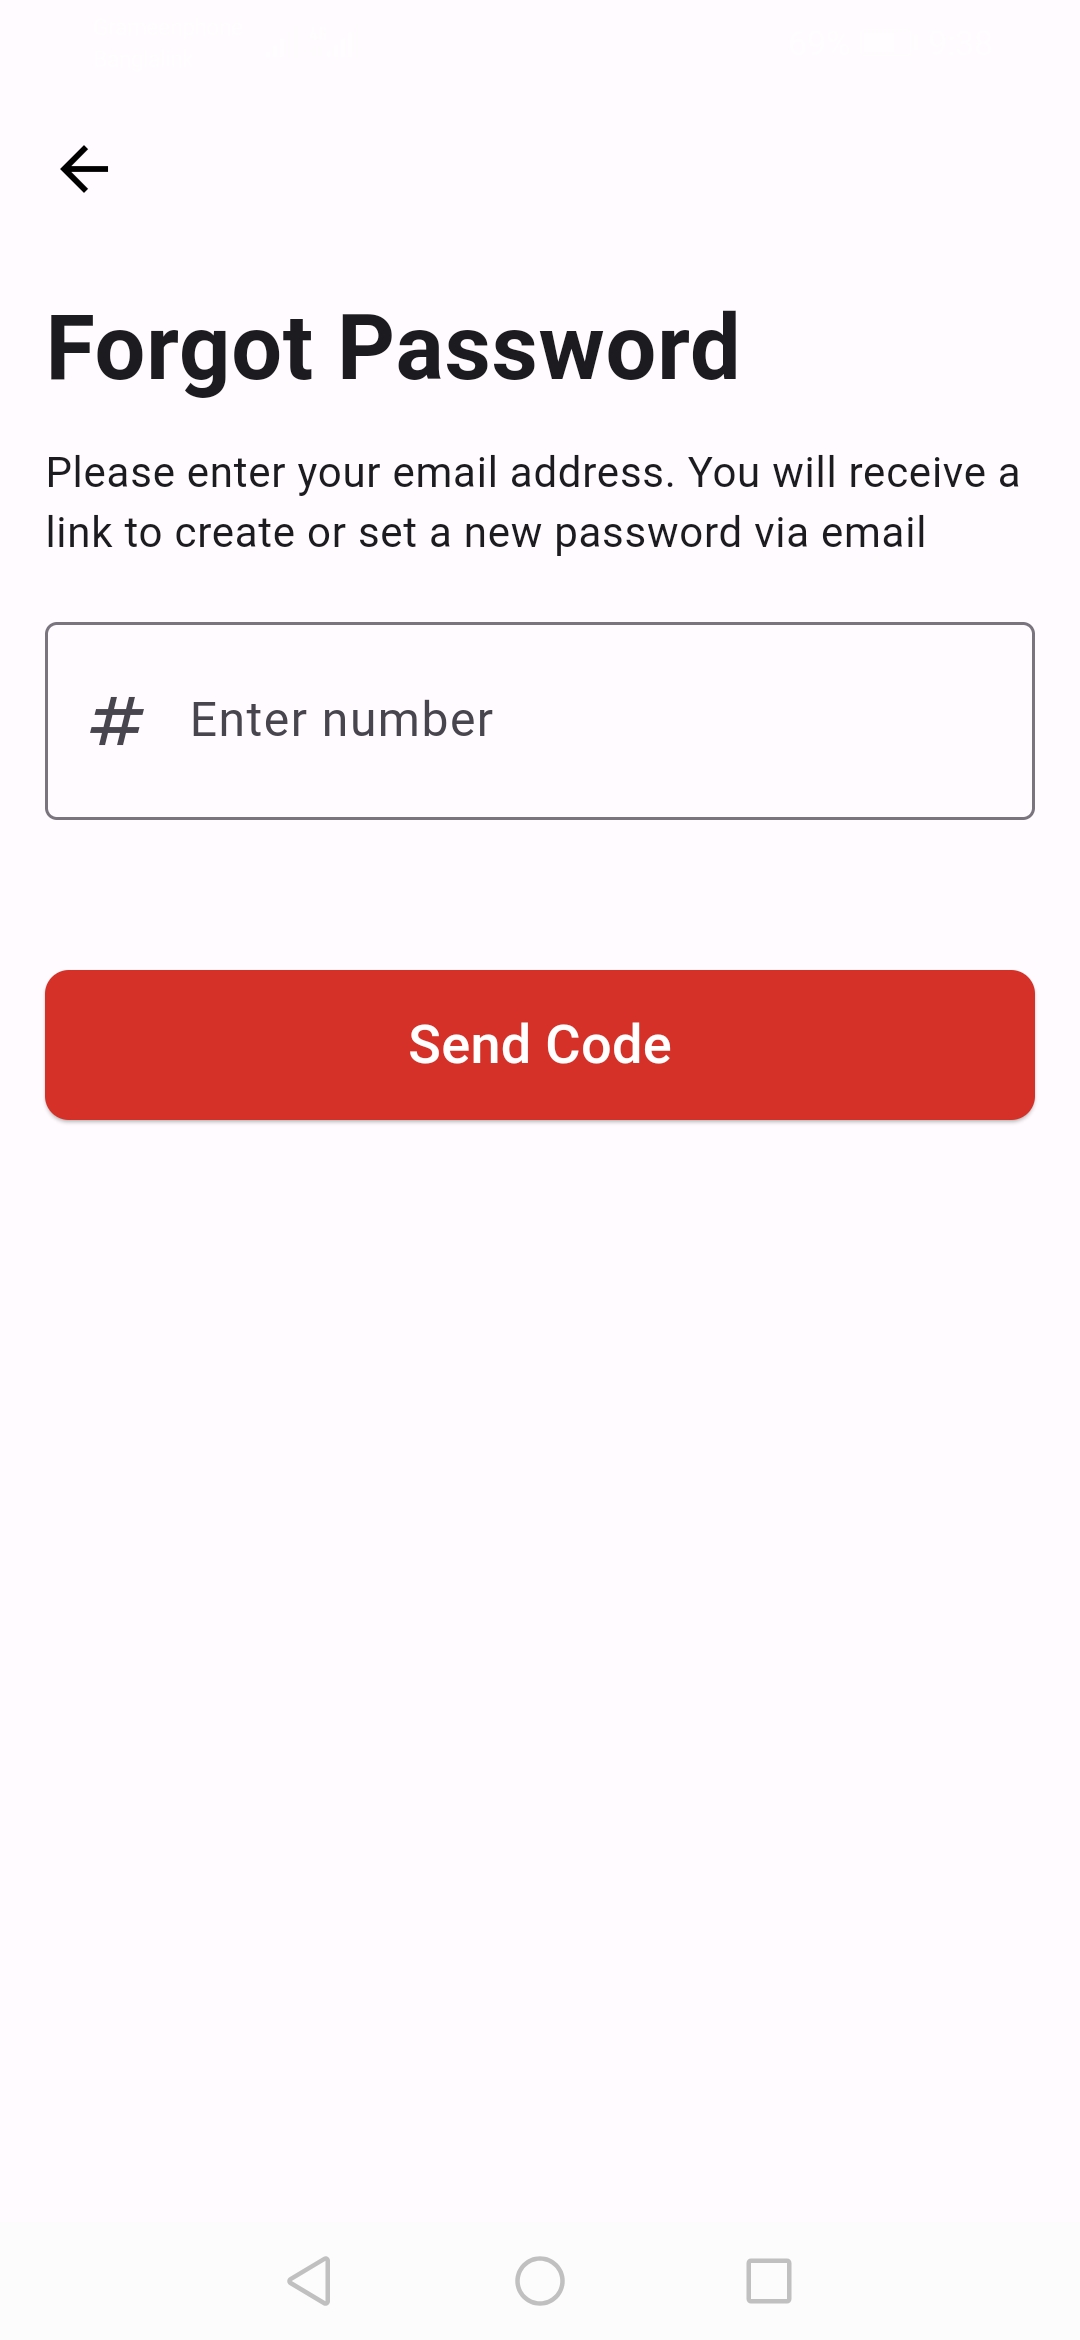 Forgot Password
Please enter your email address. You will receive a
link to create or set a new password via email
# Enter number
Send Code